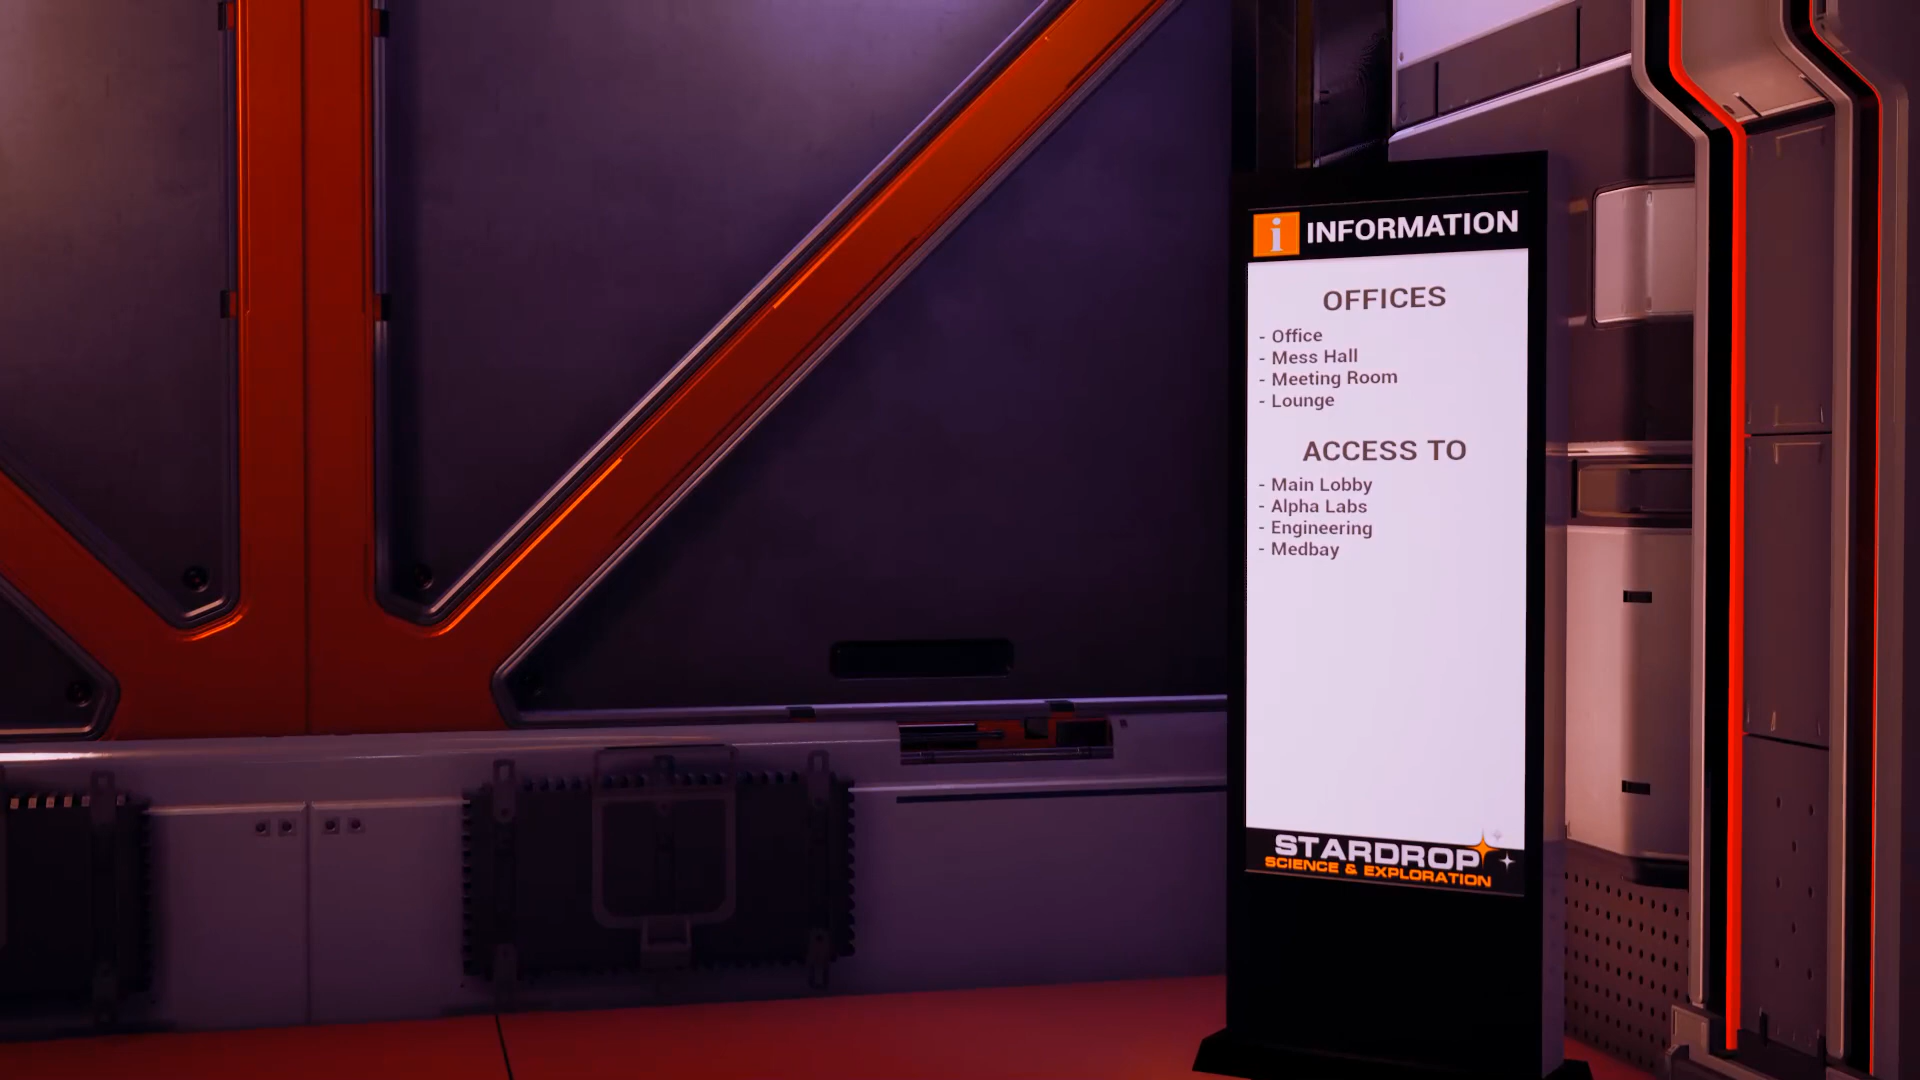 i INFORMATION
OFFICES
- Office
- Mess Hall
- Meeting Room
- Lounge
ACCESS TO
- Main Lobby
- Alpha Labs
- Engineering
- Medbay
STARDROP
SCIENCE & EXPLORATION